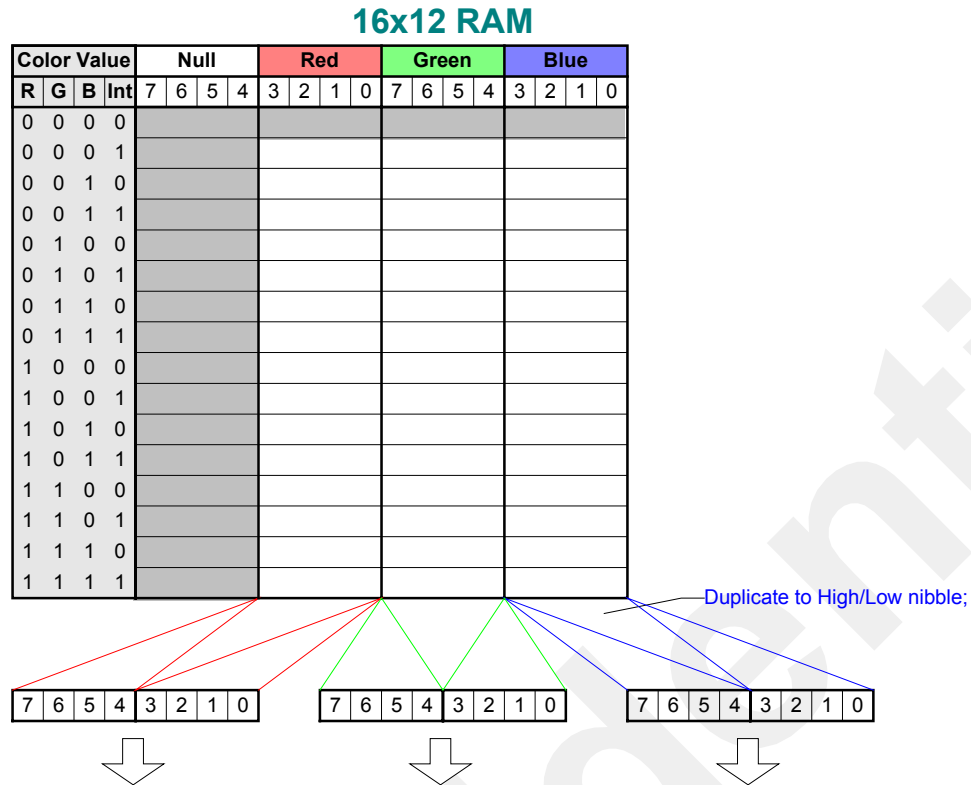 16x12 RAM
Color Value Null Red Green Blue
R G B Int 7 6 5 4 3 2 1 0 7 6 5 4 3 2 1 0
0 0 0 0
0 0 0 1
0 0 1 0
0 0 1 1
0 1 0 0
0 1 0 1
0 1 1 0
0 1 1 1
1 0 0 0
1 0 0 1
1 0 1 0
1 0 1 1
1 1 0 0
1 1 0 1
1 1 1 0
1 1 1 1
Duplicate to High/Low nibble;
7 6 5 4 3 2 1 0 7 6 5 4 3 2 1 0 7 6 5 4 3 2 1 0
denti